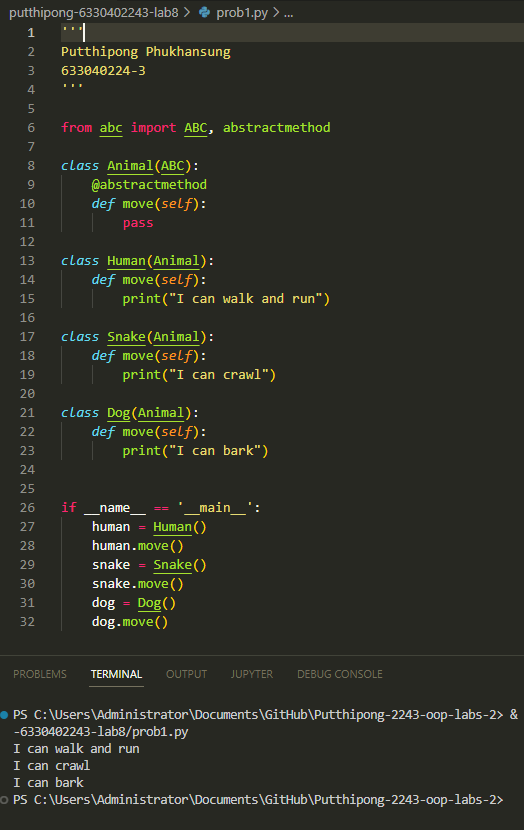 putthipong-6330402243-lab8 > prob1.py > ...
1 '''
2 Putthipong Phukhansung
3 633040224-3
4 '''
5
6 from abc import ABC, abstractmethod
7
8 class Animal(ABC):
9     @abstractmethod
10     def move(self):
11         pass
12
13 class Human(Animal):
14     def move(self):
15         print("I can walk and run")
16
17 class Snake(Animal):
18     def move(self):
19         print("I can crawl")
20
21 class Dog(Animal):
22     def move(self):
23         print("I can bark")
24
25
26 if __name__ == '__main__':
27     human = Human()
28     human.move()
29     snake = Snake()
30     snake.move()
31     dog = Dog()
32     dog.move()
PROBLEMS TERMINAL OUTPUT JUPYTER DEBUG CONSOLE
PS C:\Users\Administrator\Documents\GitHub\Putthipong-2243-oop-labs-2> &
-6330402243-lab8/prob1.py
I can walk and run
I can crawl
I can bark
PS C:\Users\Administrator\Documents\GitHub\Putthipong-2243-oop-labs-2>